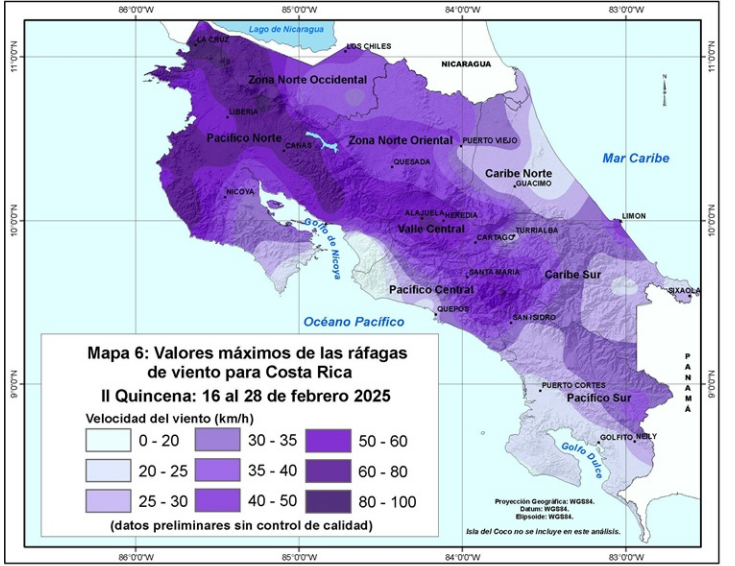 86°0'0"W 85°0'0"W 84°0'0"W 83°0'0"W
Lago de Nicaragua
LA CRUZ
LOS CHILES
11°0'0"N
11°0'0"N
NICARAGUA
Zona Norte Occidental
LIBERIA
Pacífico Norte
CAÑAS
Zona Norte Oriental
PUERTO VIEJO
QUESADA
Mar Caribe
Caribe Norte
GUACIMO
NICOYA
10°0'0"N
10°0'0"N
ALAJUELA HEREDIA
LIMON
Valle Central
TURRIALBA
CARTAGO
Golfo de Nicoya
SANTA MARIA
Caribe Sur
Pacífico Central
SIXAOLA
QUEPOS
SAN ISIDRO
Océano Pacífico
Mapa 6: Valores máximos de las ráfagas
de viento para Costa Rica
II Quincena: 16 al 28 de febrero 2025
Velocidad del viento (km/h)
0 - 20 30 - 35 50 - 60
20 - 25 35 - 40 60 - 80
25 - 30 40 - 50 80 - 100
(datos preliminares sin control de calidad)
9°0'0"N
9°0'0"N
PANAMÁ
PUERTO CORTES
Pacífico Sur
GOLFITO NEILY
Golfo Dulce
Proyección Geográfica: WGS84.
Datum: WGS84.
Elipsoide: WGS84.
Isla del Coco no se incluye en este análisis.
86°0'0"W 85°0'0"W 84°0'0"W 83°0'0"W